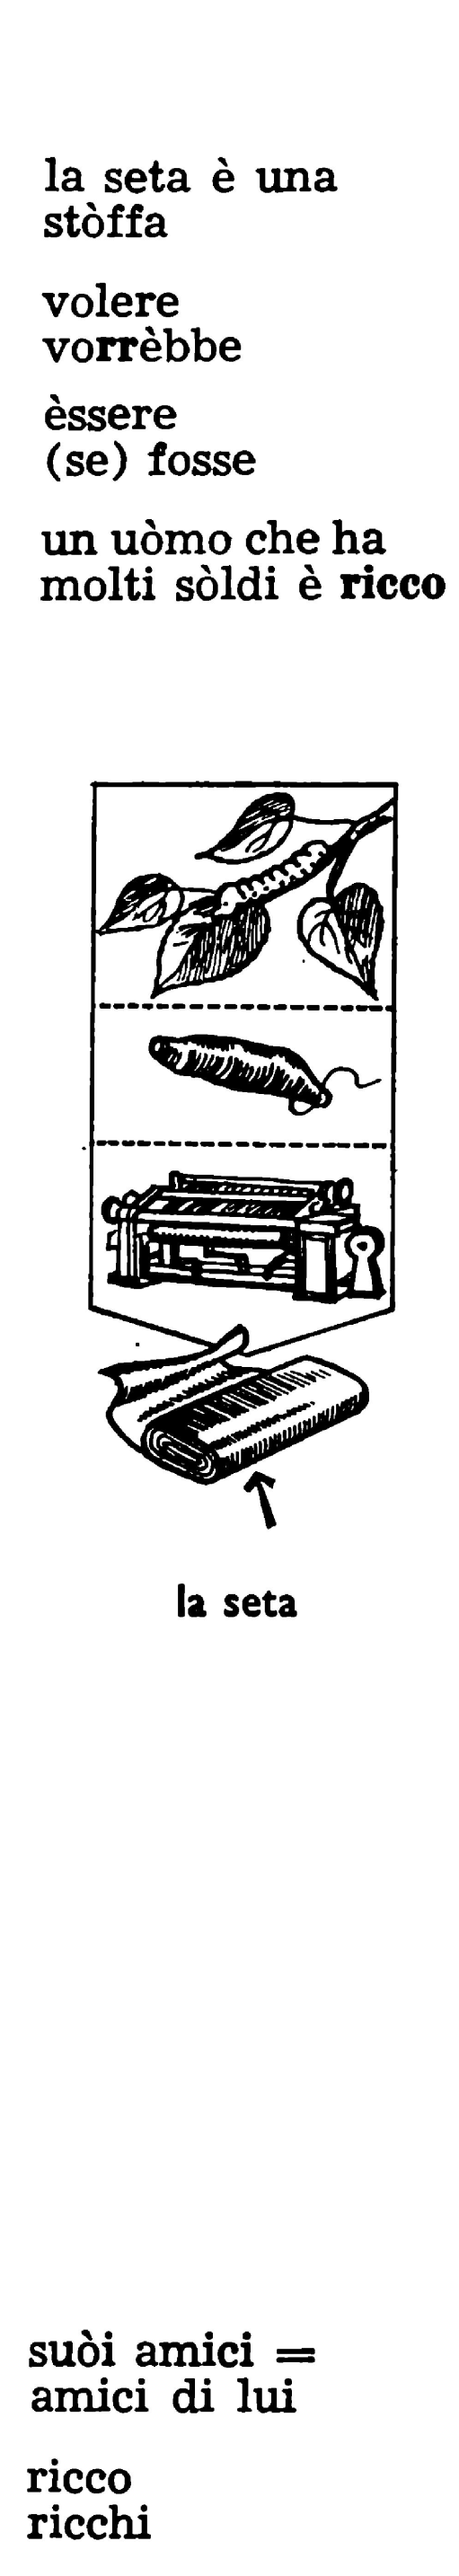 la seta è una
stòffa
volere
vorrèbbe
èssere
(se) fosse
un uòmo che ha
molti sòldi è ricco
la seta
suòi amici =
amici di lui
ricco
ricchi